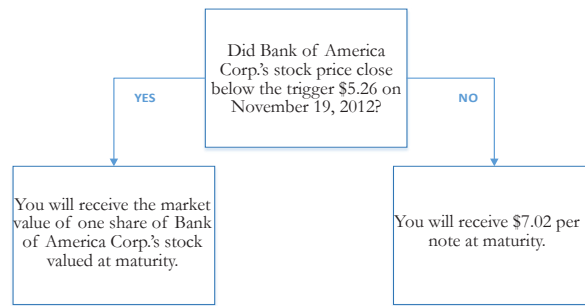 Did Bank of America
Corp.'s stock price close
below the trigger $5.26 on
November 19, 2012?
YES
NO
You will receive the market
value of one share of Bank
of America Corp.'s stock
valued at maturity.
You will receive $7.02 per
note at maturity.